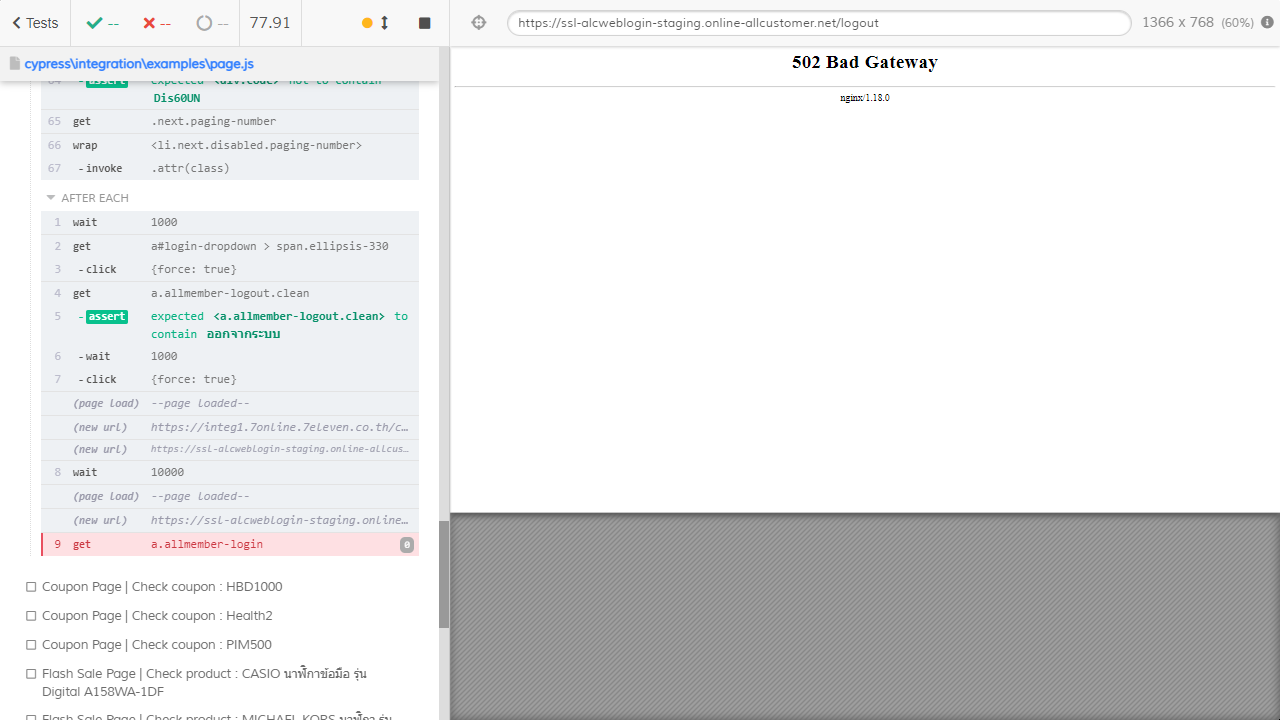 Tests
--
--
--
77.91
https://ssl-alcweblogin-staging.online-allcustomer.net/logout
1366 x 768 (60%)
cypress\integration\examples\page.js
64 -assert expected <div.code> not to contain
Dis60UN
65 get .next.paging-number
66 wrap <li.next.disabled.paging-number>
67 -invoke .attr(class)
AFTER EACH
1 wait 1000
2 get a#login-dropdown > span.ellipsis-330
3 -click {force: true}
4 get a.allmember-logout.clean
5 -assert expected <a.allmember-logout.clean> to
contain ออกจากระบบ
6 -wait 1000
7 -click {force: true}
(page load) --page loaded--
(new url) https://integ1.7online.7eleven.co.th/c…
(new url) https://ssl-alcweblogin-staging.online-allcus…
8 wait 10000
(page load) --page loaded--
(new url) https://ssl-alcweblogin-staging.online…
9 get a.allmember-login 0
Coupon Page | Check coupon : HBD1000
Coupon Page | Check coupon : Health2
Coupon Page | Check coupon : PIM500
Flash Sale Page | Check product : CASIO นาฬิกาข้อมือ รุ่น
Digital A158WA-1DF
Flash Sale Page | Check product : MICHAEL KORS นาฬิกา รุ่น
502 Bad Gateway
nginx/1.18.0